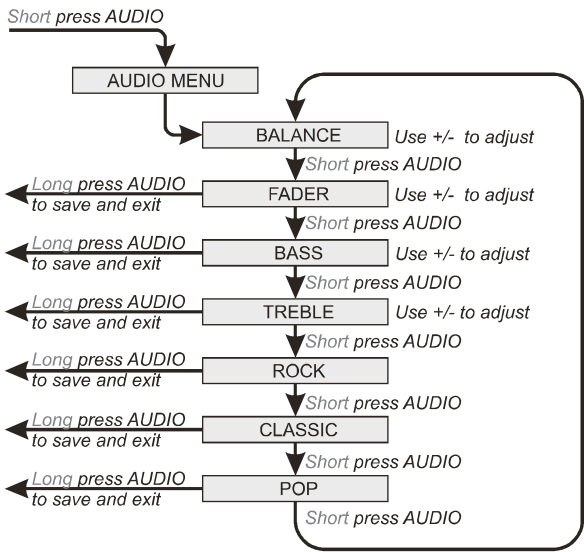 Short press AUDIO
AUDIO MENU
BALANCE Use +/- to adjust
Short press AUDIO
Long press AUDIO
to save and exit
FADER Use +/- to adjust
Short press AUDIO
Long press AUDIO
to save and exit
BASS Use +/- to adjust
Short press AUDIO
Long press AUDIO
to save and exit
TREBLE Use +/- to adjust
Short press AUDIO
Long press AUDIO
to save and exit
ROCK
Short press AUDIO
Long press AUDIO
to save and exit
CLASSIC
Short press AUDIO
Long press AUDIO
to save and exit
POP
Short press AUDIO